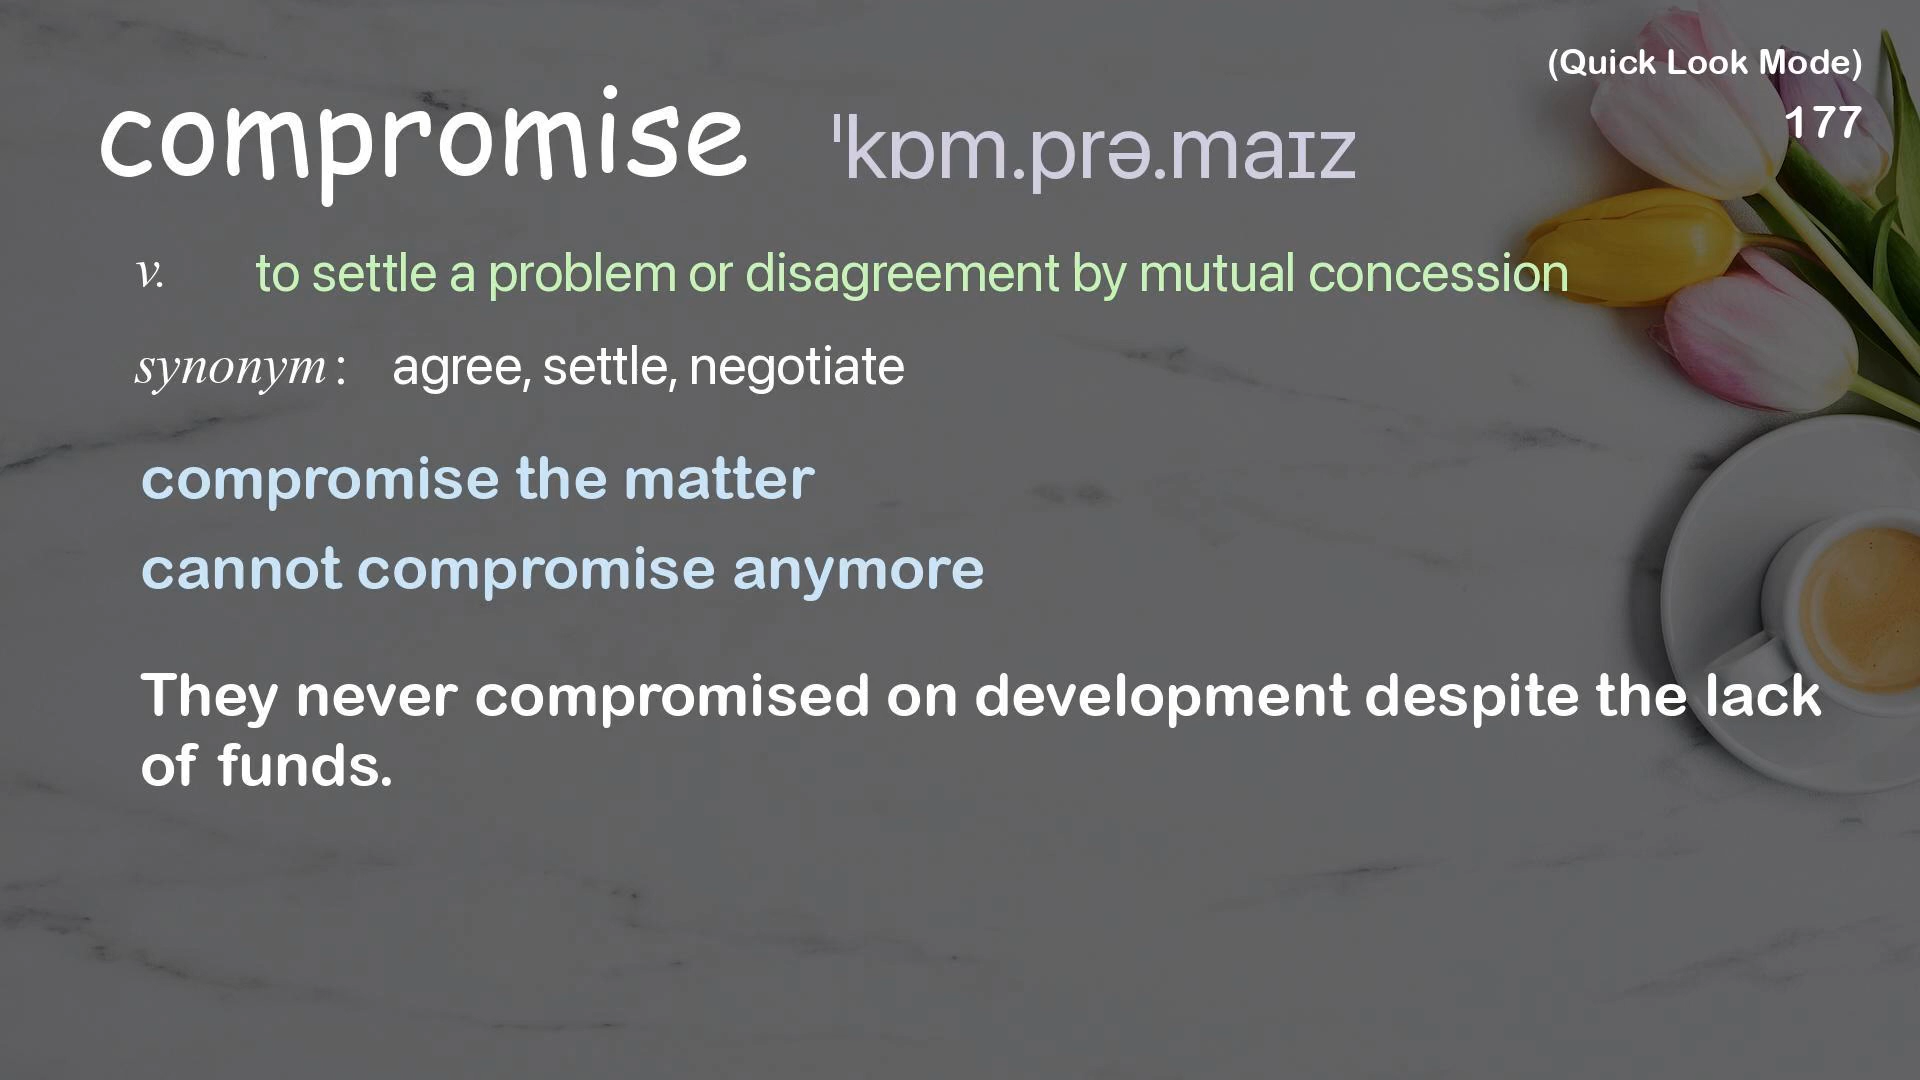 (Quick Look Mode)
177
compromise ˈkɒm.prə.maɪz
v. to settle a problem or disagreement by mutual concession
synonym: agree, settle, negotiate
compromise the matter
cannot compromise anymore
They never compromised on development despite the lack
of funds.